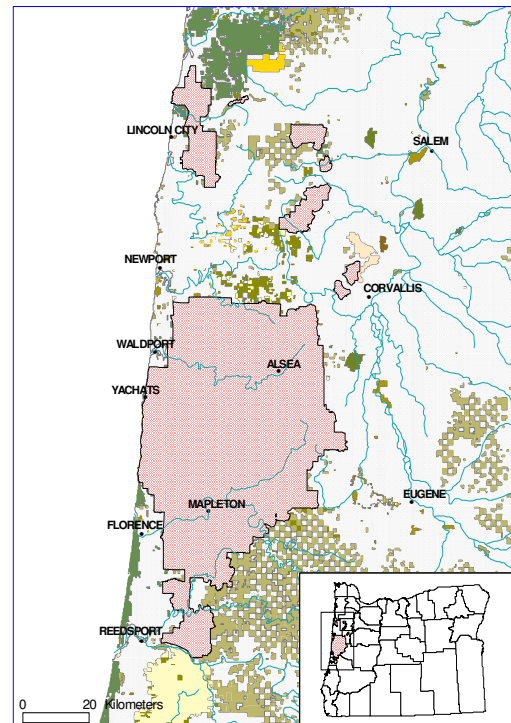 LINCOLN CITY
SALEM
NEWPORT
CORVALLIS
WALDPORT
ALSEA
YACHATS
MAPLETON
EUGENE
FLORENCE
REEDSPORT
0 20 Kilometers